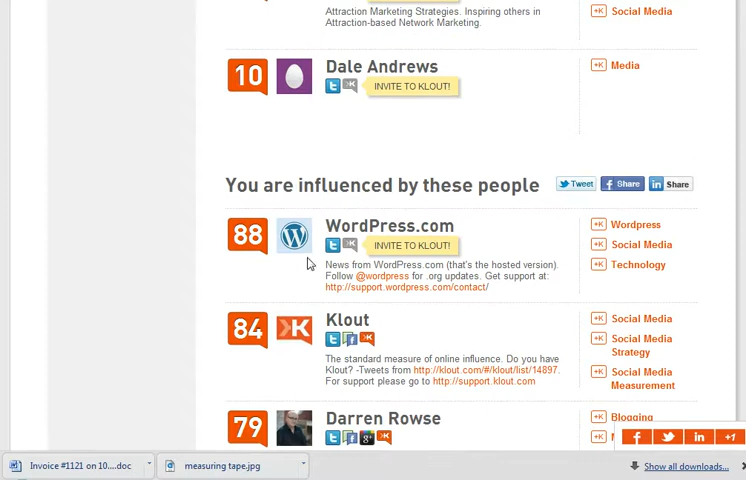 Attraction Marketing Strategies. Inspiring others in
Attraction-based Network Marketing.
+K Social Media
10
Dale Andrews
INVITE TO KLOUT!
+K Media
You are influenced by these people
Tweet
Share
in Share
88
WordPress.com
INVITE TO KLOUT!
News from WordPress.com (that's the hosted version).
Follow @wordpress for .org updates. Get support at:
http://support.wordpress.com/contact/
+K Wordpress
+K Social Media
+K Technology
84
Klout
The standard measure of online influence. Do you have
Klout? -Tweets from http://klout.com/#/klout/list/14897.
For support please go to http://support.klout.com
+K Social Media
+K Social Media
Strategy
+K Social Media
Measurement
79
Darren Rowse
+K Blogging
in
+1
Invoice #1121 on 10....doc
measuring tape.jpg
Show all downloads...